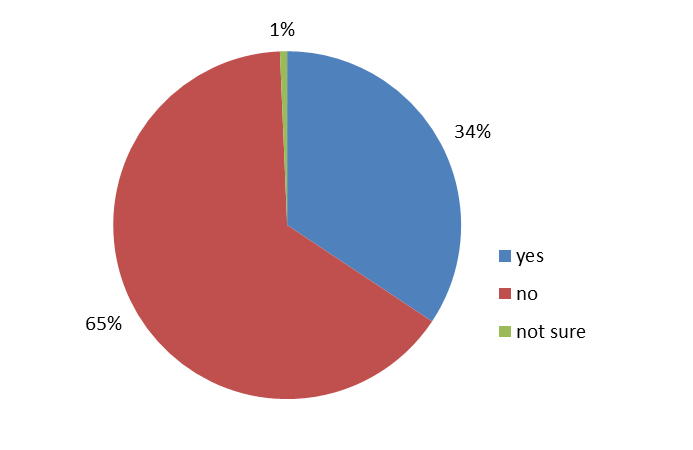 1%
34%
yes
no
65%
not sure